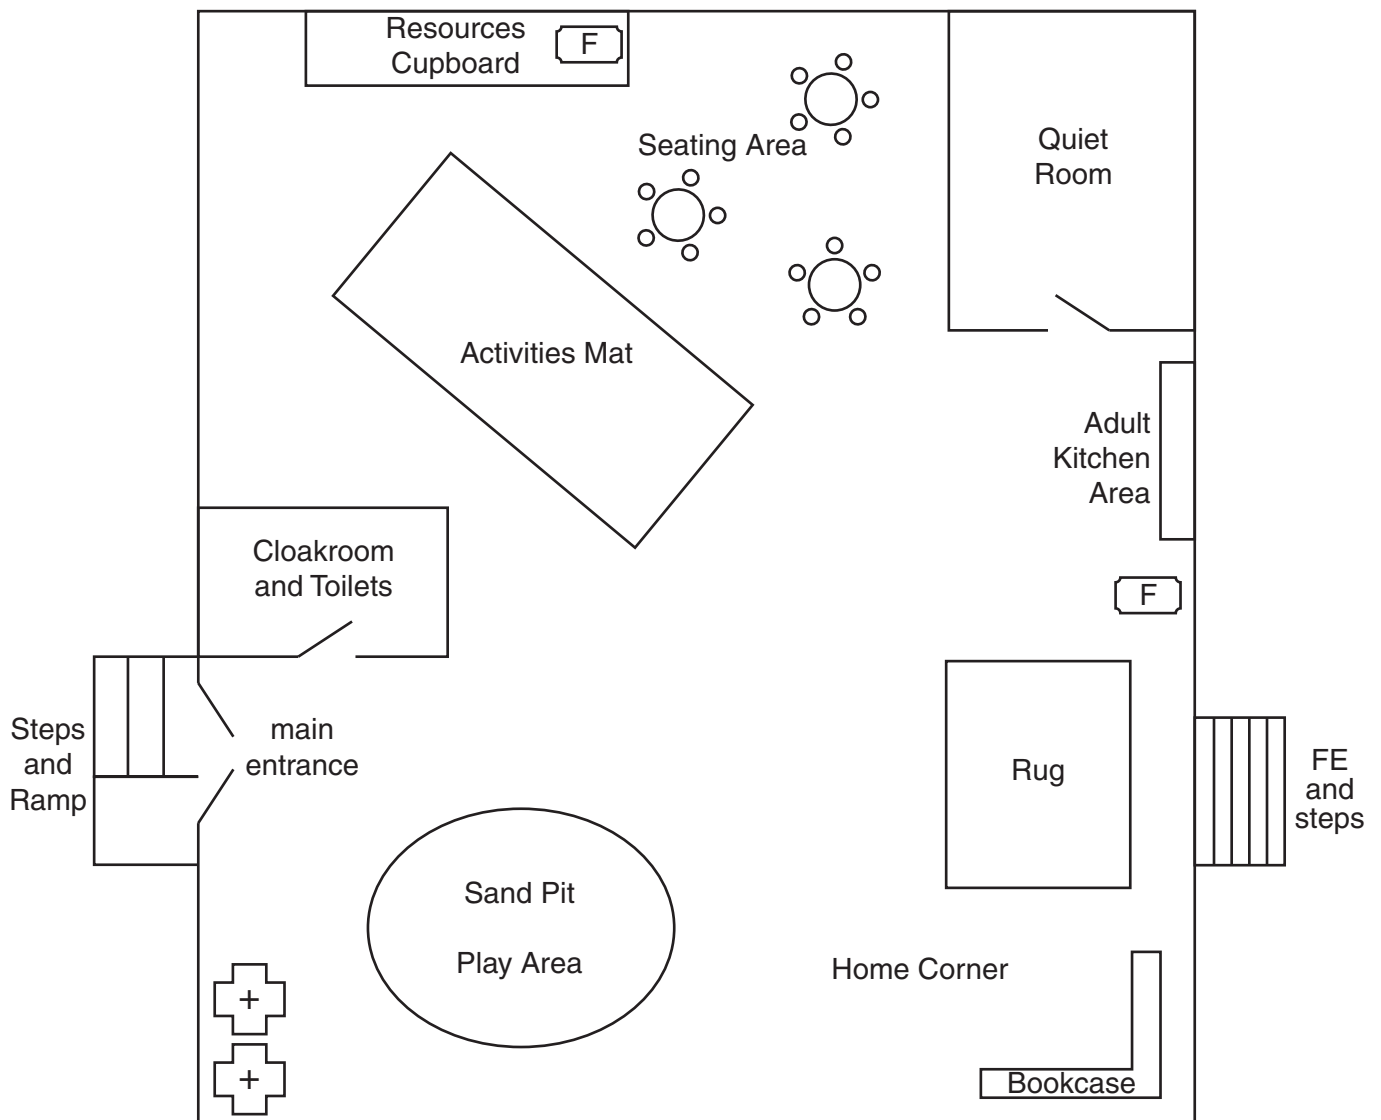 Resources
Cupboard
F
Seating Area
Quiet
Room
Activities Mat
Adult
Kitchen
Area
Cloakroom
and Toilets
F
Steps
and
Ramp
main
entrance
Rug
FE
and
steps
Sand Pit
Play Area
Home Corner
+
+
Bookcase